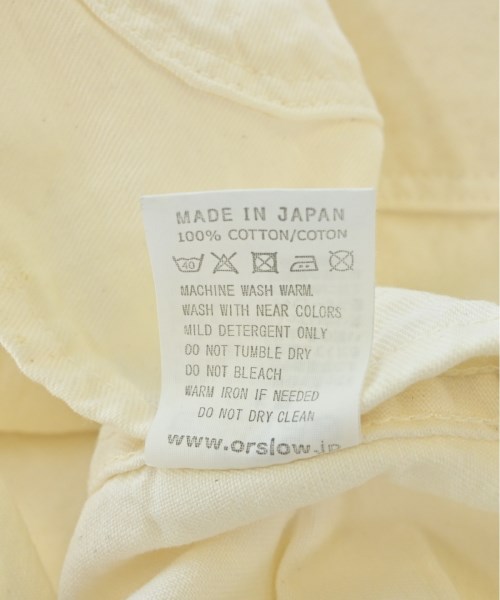 MADE IN JAPAN
100% COTTON/COTON
40
MACHINE WASH WARM.
WASH WITH NEAR COLORS
MILD DETERGENT ONLY
DO NOT TUMBLE DRY
DO NOT BLEACH
WARM IRON IF NEEDED
DO NOT DRY CLEAN
www.orslow.jp